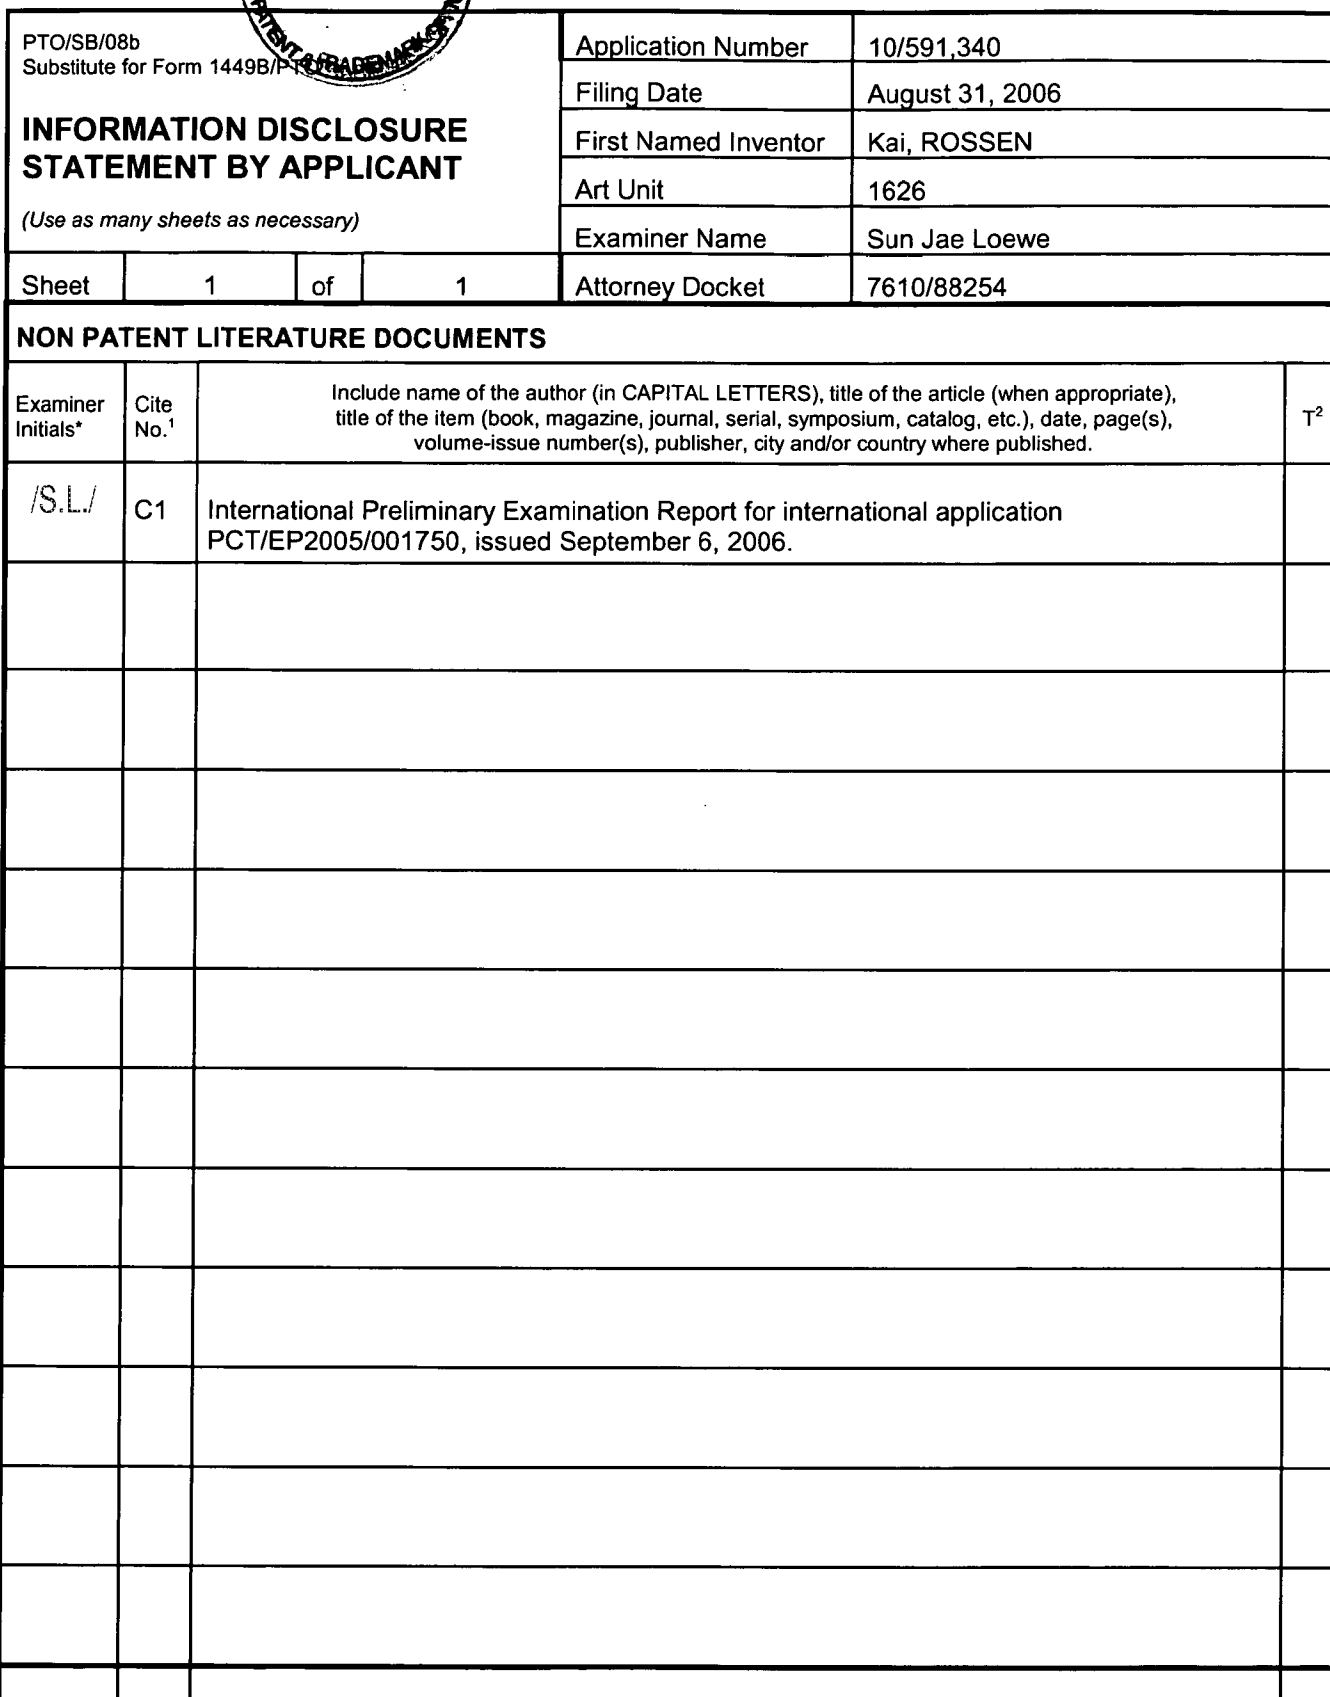 PATENT & TRADEMARK
PTO/SB/08b
Substitute for Form 1449B/PTO
INFORMATION DISCLOSURE
STATEMENT BY APPLICANT
(Use as many sheets as necessary)
Sheet 1 of 1
Application Number 10/591,340
Filing Date August 31, 2006
First Named Inventor Kai, ROSSEN
Art Unit 1626
Examiner Name Sun Jae Loewe
Attorney Docket 7610/88254
NON PATENT LITERATURE DOCUMENTS
Examiner
Initials*
Cite
No.¹
Include name of the author (in CAPITAL LETTERS), title of the article (when appropriate),
title of the item (book, magazine, journal, serial, symposium, catalog, etc.), date, page(s),
volume-issue number(s), publisher, city and/or country where published.
T²
/S.L./
C1
International Preliminary Examination Report for international application
PCT/EP2005/001750, issued September 6, 2006.